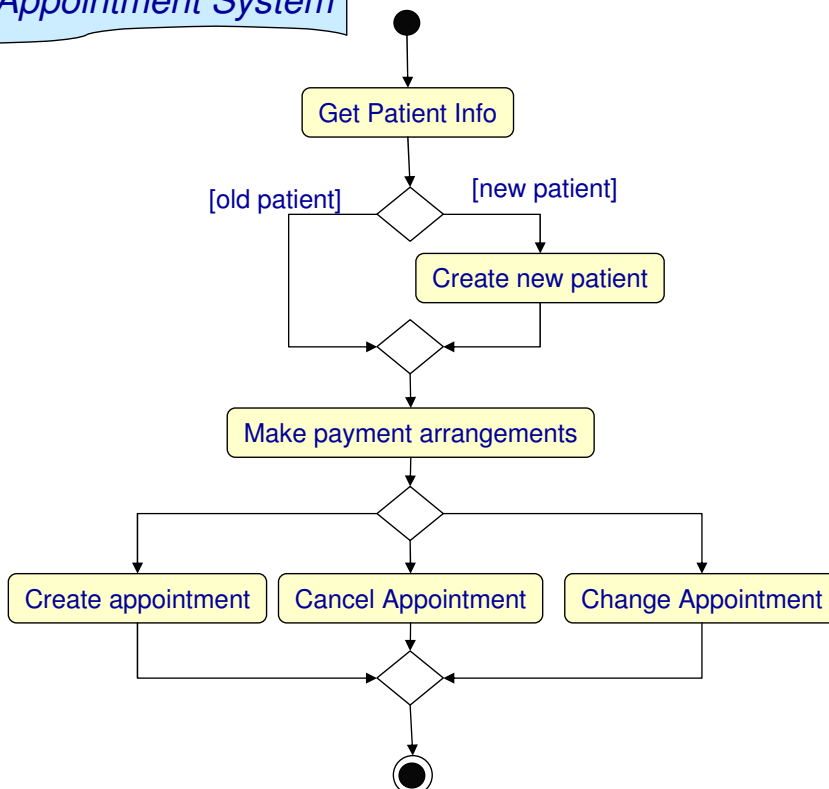 Appointment System
Get Patient Info
[old patient]
[new patient]
Create new patient
Make payment arrangements
Create appointment
Cancel Appointment
Change Appointment